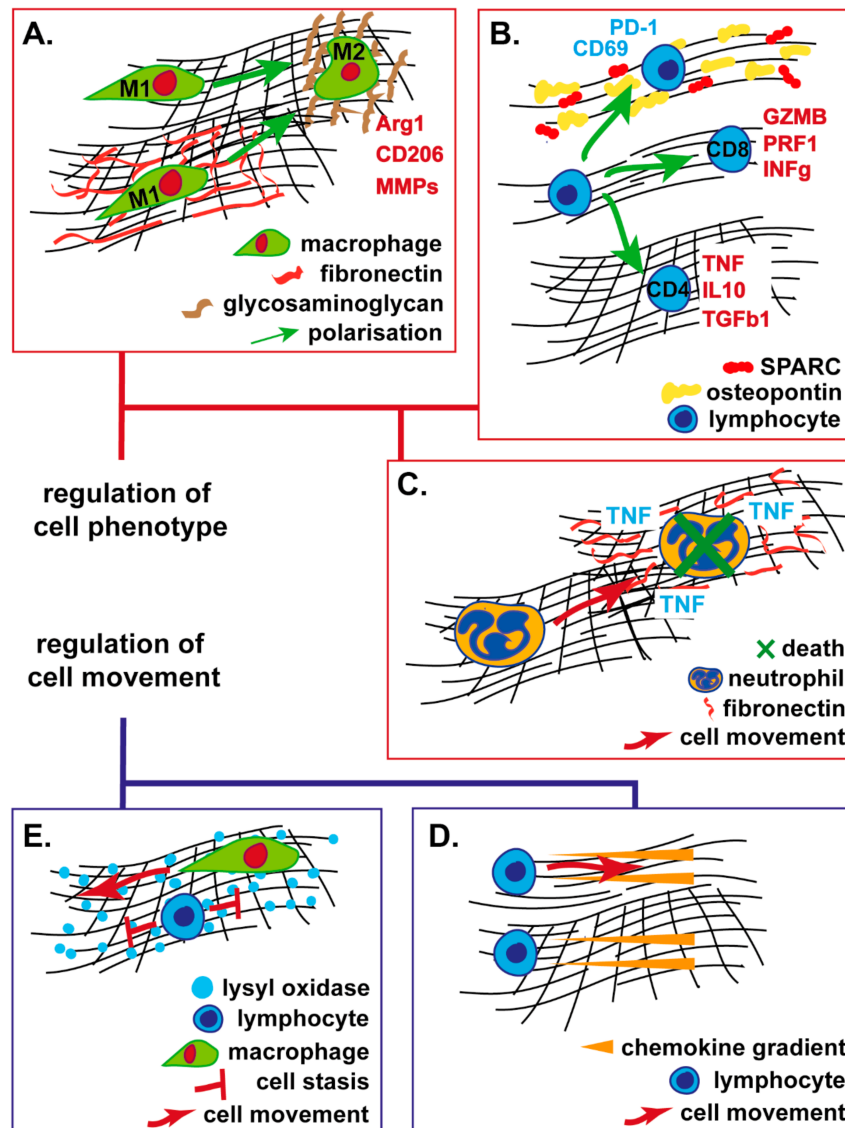 A.
M2
M1
Arg1
CD206
M1
MMPs
macrophage
fibronectin
glycosaminoglycan
polarisation
B.
PD-1
CD69
GZMB
CD8
PRF1
INFg
TNF
CD4
IL10
TGFb1
SPARC
osteopontin
lymphocyte
regulation of
cell phenotype
C.
TNF
TNF
TNF
death
neutrophil
fibronectin
cell movement
regulation of
cell movement
E.
lysyl oxidase
lymphocyte
macrophage
cell stasis
cell movement
D.
chemokine gradient
lymphocyte
cell movement